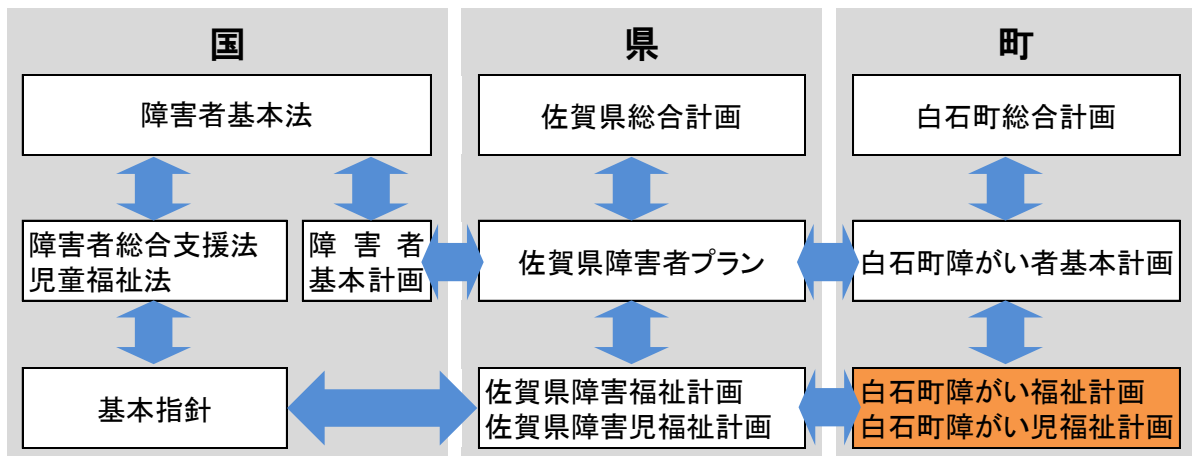 国
県
町
障害者基本法
佐賀県総合計画
白石町総合計画
障害者総合支援法
児童福祉法
障害者
基本計画
佐賀県障害者プラン
白石町障がい者基本計画
基本指針
佐賀県障害福祉計画
佐賀県障害児福祉計画
白石町障がい福祉計画
白石町障がい児福祉計画